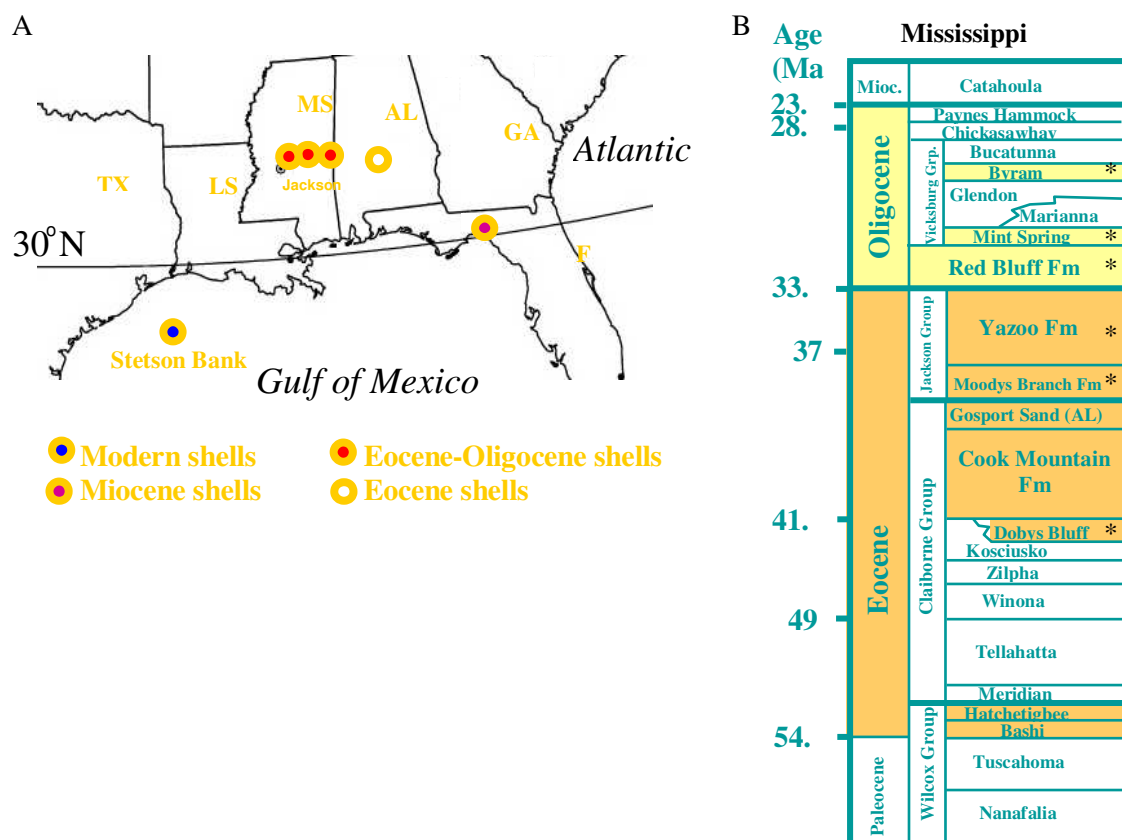 A
MS
AL
GA
Atlantic
TX
LS
Jackson
30°N
F
Stetson Bank
Gulf of Mexico
Modern shells
Eocene-Oligocene shells
Miocene shells
Eocene shells
B
Age
(Ma
Mississippi
Mioc.
Catahoula
23.
Paynes Hammock
28.
Chickasawhay
Oligocene
Vicksburg Grp.
Bucatunna
Byram *
Glendon
Marianna
Mint Spring *
Red Bluff Fm *
33.
Eocene
Jackson Group
Yazoo Fm *
37
Moodys Branch Fm *
Claiborne Group
Gosport Sand (AL)
Cook Mountain
Fm
41.
Dobys Bluff *
Kosciusko
Zilpha
Winona
49
Tellahatta
Meridian
Wilcox Group
Hatchetigbee
Bashi
54.
Paleocene
Tuscahoma
Nanafalia